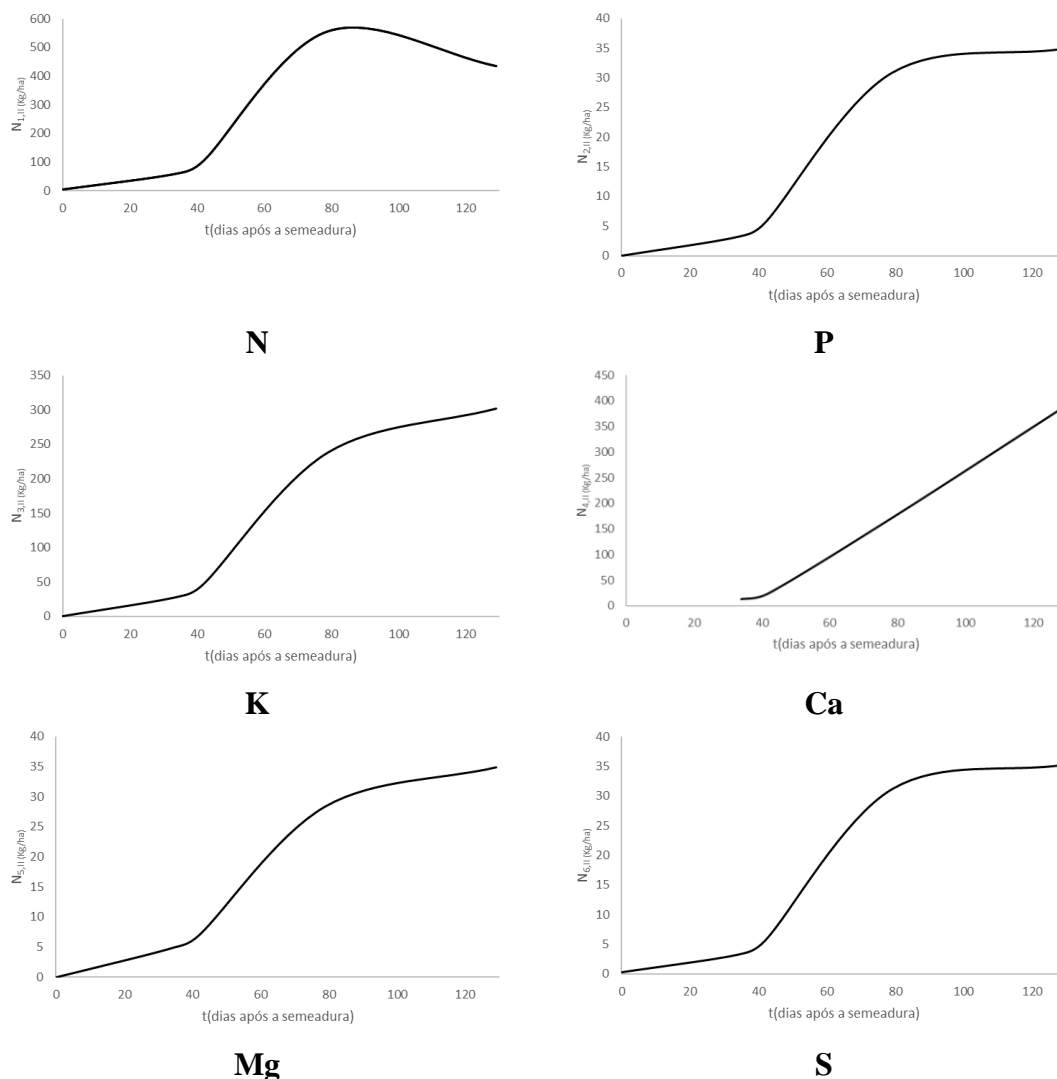 600
500
400
300
200
100
0
N1,II (Kg/ha)
0 20 40 60 80 100 120
t(dias após a semeadura)
N
40
35
30
25
20
15
10
5
0
N2,II (Kg/ha)
0 20 40 60 80 100 120
t(dias após a semeadura)
P
350
300
250
200
150
100
50
0
N3,II (Kg/ha)
0 20 40 60 80 100 120
t(dias após a semeadura)
K
450
400
350
300
250
200
150
100
50
0
N4,II (Kg/ha)
0 20 40 60 80 100 120
t(dias após a semeadura)
Ca
40
35
30
25
20
15
10
5
0
N5,II (Kg/ha)
0 20 40 60 80 100 120
t(dias após a semeadura)
Mg
40
35
30
25
20
15
10
5
0
N6,II (Kg/ha)
0 20 40 60 80 100 120
t(dias após a semeadura)
S